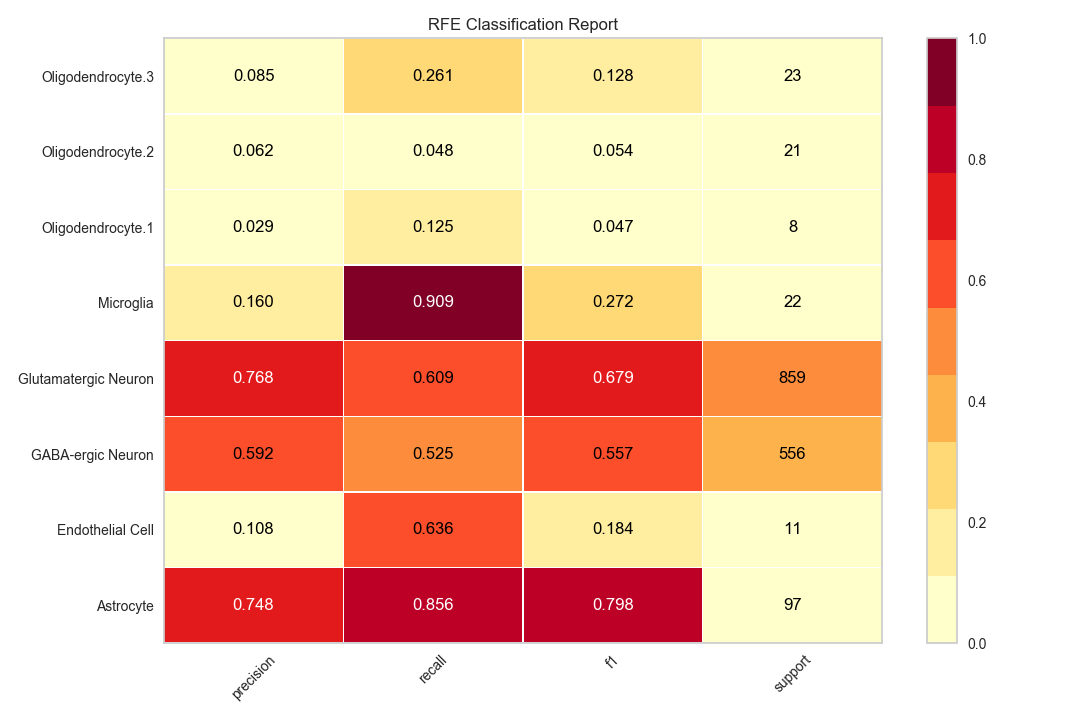 RFE Classification Report
Oligodendrocyte.3 0.085 0.261 0.128 23
Oligodendrocyte.2 0.062 0.048 0.054 21
Oligodendrocyte.1 0.029 0.125 0.047 8
Microglia 0.160 0.909 0.272 22
Glutamatergic Neuron 0.768 0.609 0.679 859
GABA-ergic Neuron 0.592 0.525 0.557 556
Endothelial Cell 0.108 0.636 0.184 11
Astrocyte 0.748 0.856 0.798 97
precision recall f1 support
1.0
0.8
0.6
0.4
0.2
0.0